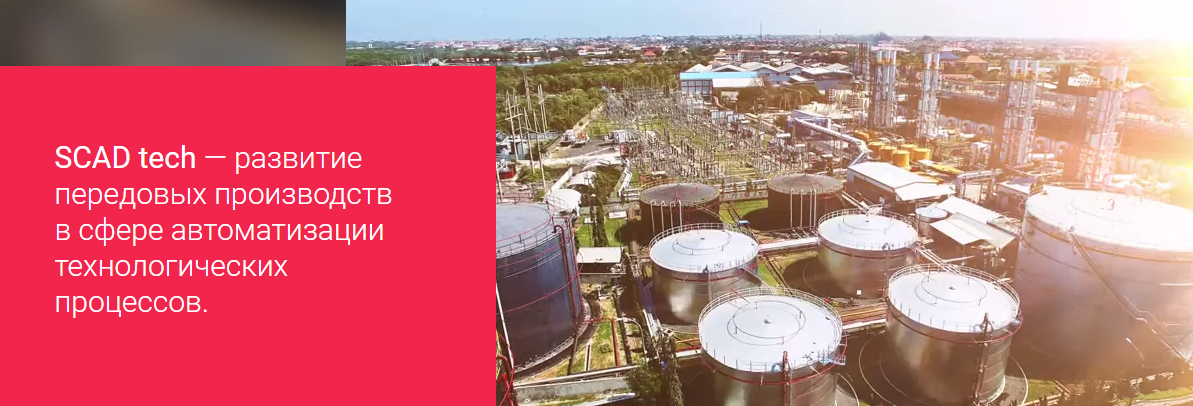 SCAD tech — развитие
передовых производств
в сфере автоматизации
технологических
процессов.